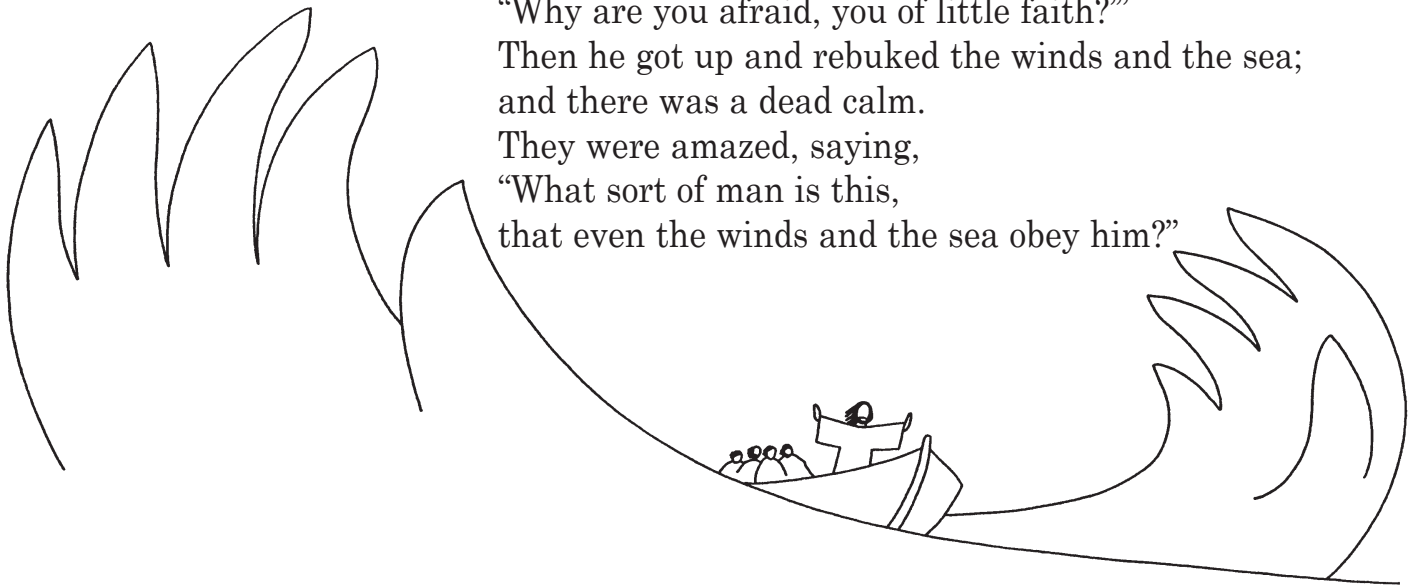 “Why are you afraid, you of little faith?’”
Then he got up and rebuked the winds and the sea;
and there was a dead calm.
They were amazed, saying,
“What sort of man is this,
that even the winds and the sea obey him?”